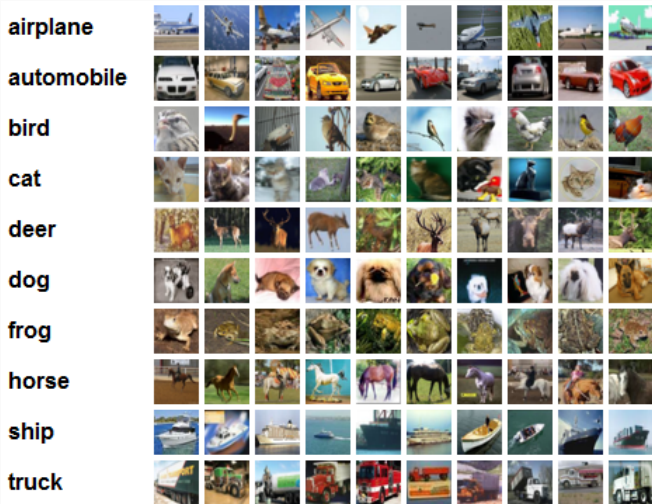 airplane
automobile
bird
cat
deer
dog
frog
horse
ship
truck